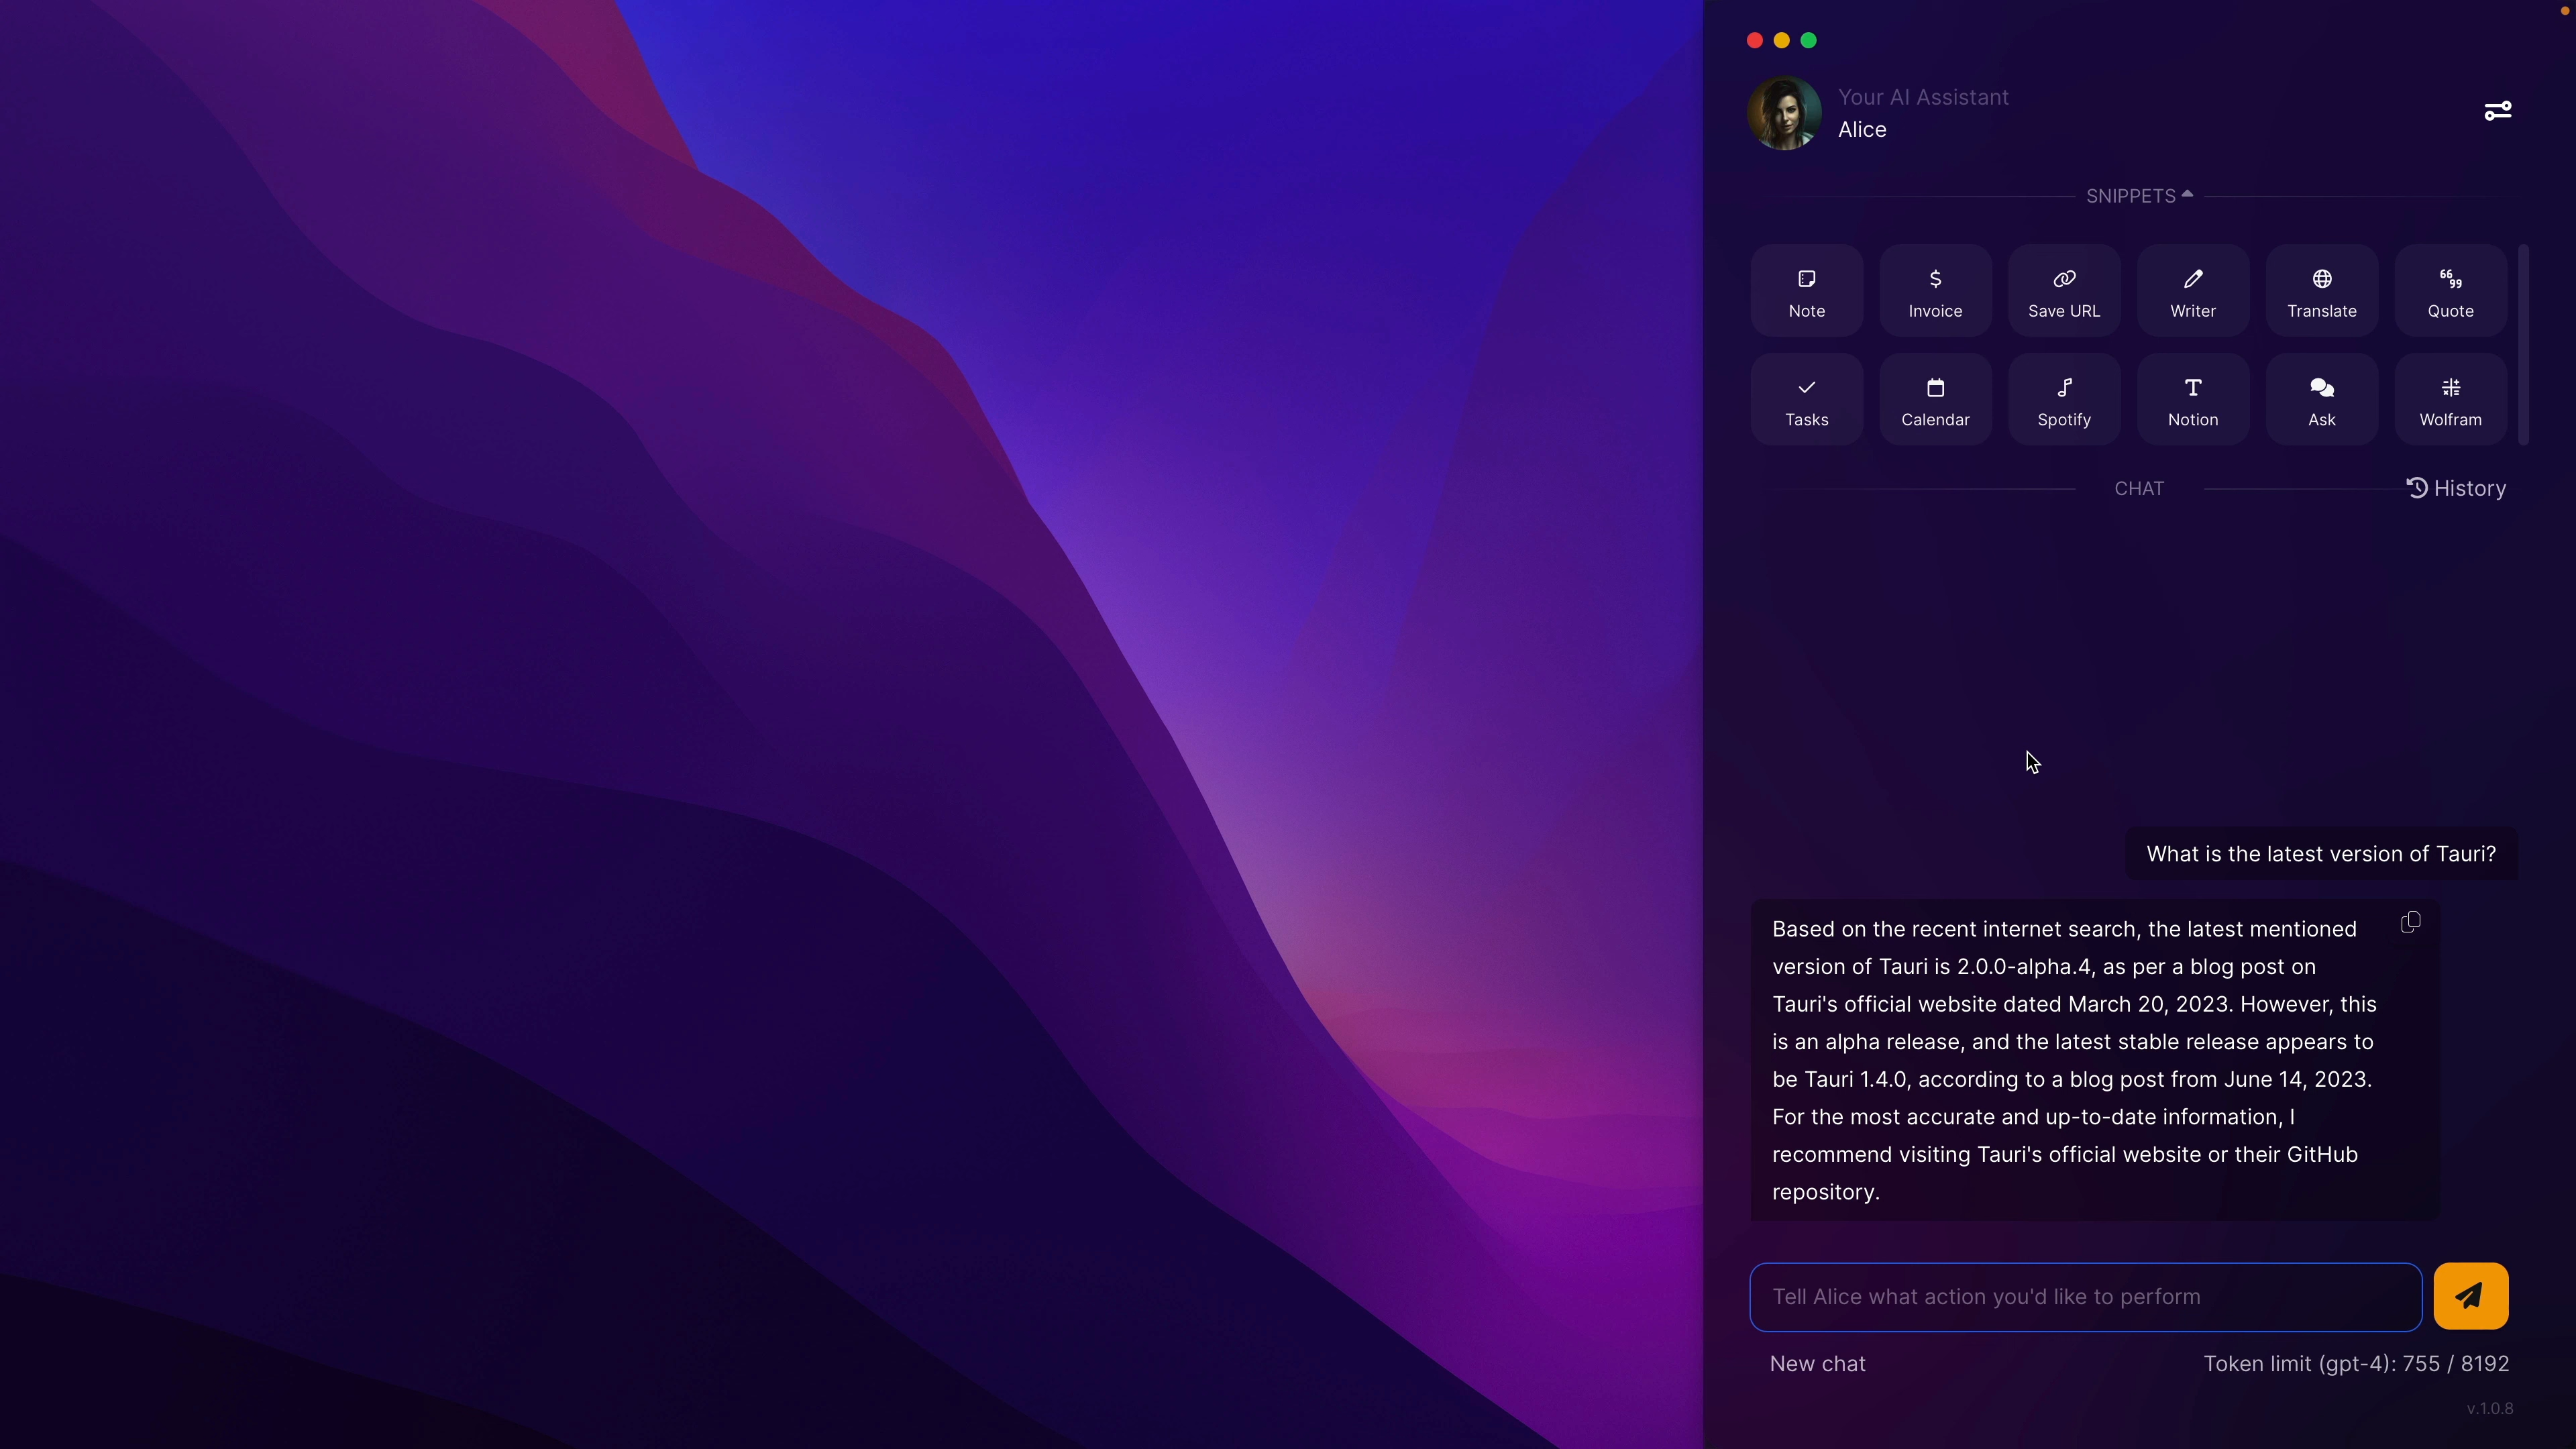 Your AI Assistant
Alice
SNIPPETS
Note
Invoice
Save URL
Writer
Translate
Quote
Tasks
Calendar
Spotify
Notion
Ask
Wolfram
CHAT
History
What is the latest version of Tauri?
Based on the recent internet search, the latest mentioned
version of Tauri is 2.0.0-alpha.4, as per a blog post on
Tauri's official website dated March 20, 2023. However, this
is an alpha release, and the latest stable release appears to
be Tauri 1.4.0, according to a blog post from June 14, 2023.
For the most accurate and up-to-date information, I
recommend visiting Tauri's official website or their GitHub
repository.
Tell Alice what action you'd like to perform
New chat
Token limit (gpt-4): 755 / 8192
v.1.0.8